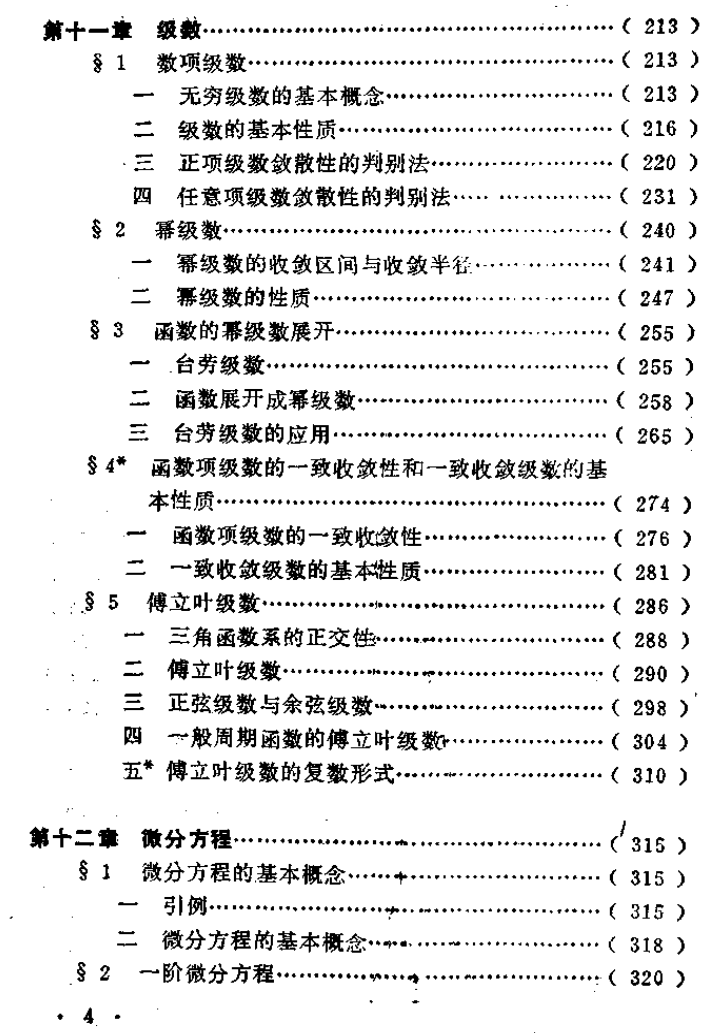 第十一章 级数……………………………………………( 213 )
§ 1 数项级数…………………………………………( 213 )
一 无穷级数的基本概念…………………………( 213 )
二 级数的基本性质………………………………( 216 )
三 正项级数敛散性的判别法……………………( 220 )
四 任意项级数敛散性的判别法…………………( 231 )
§ 2 幂级数……………………………………………( 240 )
一 幂级数的收敛区间与收敛半径………………( 241 )
二 幂级数的性质…………………………………( 247 )
§ 3 函数的幂级数展开………………………………( 255 )
一 台劳级数………………………………………( 255 )
二 函数展开成幂级数……………………………( 258 )
三 台劳级数的应用………………………………( 265 )
§ 4* 函数项级数的一致收敛性和一致收敛级数的基
本性质……………………………………………( 274 )
一 函数项级数的一致收敛性……………………( 276 )
二 一致收敛级数的基本性质……………………( 281 )
§ 5 傅立叶级数………………………………………( 286 )
一 三角函数系的正交性…………………………( 288 )
二 傅立叶级数……………………………………( 290 )
三 正弦级数与余弦级数…………………………( 298 )
四 一般周期函数的傅立叶级数…………………( 304 )
五* 傅立叶级数的复数形式………………………( 310 )
第十二章 微分方程………………………………………( 315 )
§ 1 微分方程的基本概念……………………………( 315 )
一 引例……………………………………………( 315 )
二 微分方程的基本概念…………………………( 318 )
§ 2 一阶微分方程……………………………………( 320 )
· 4 ·